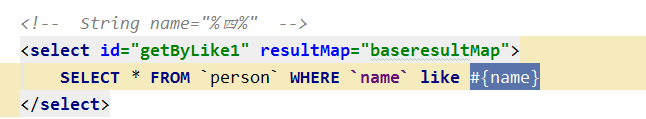 <!--  String name="%四%"  -->
<select id="getByLike1" resultMap="baseresultMap">
SELECT * FROM `person` WHERE `name` like #{name}
</select>